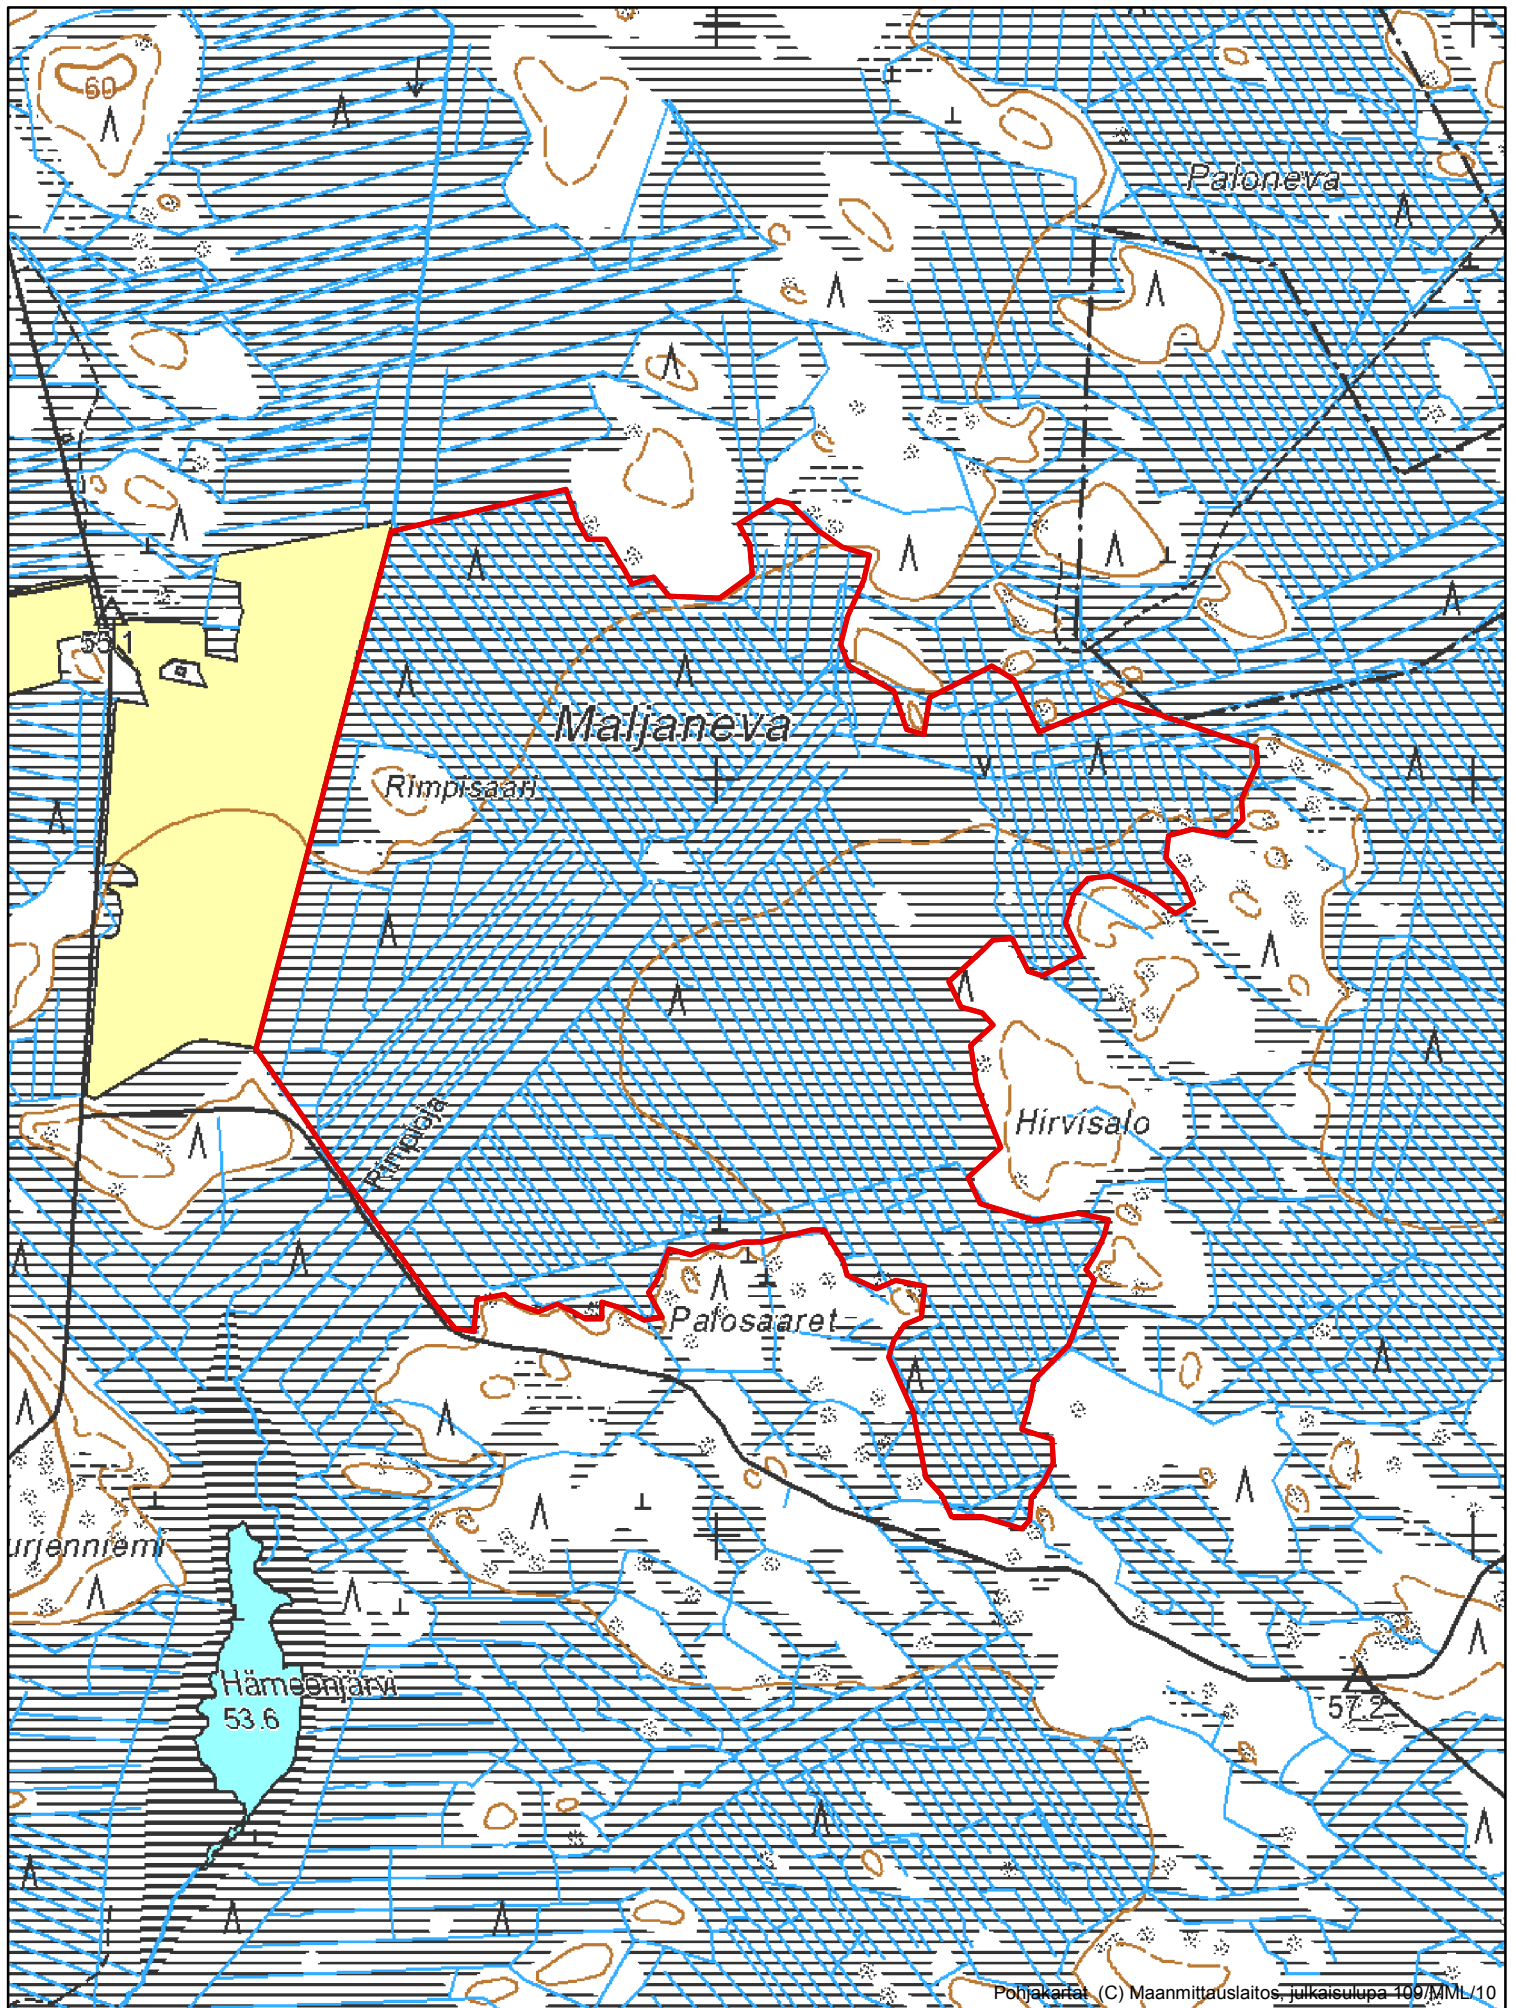 60
Paloneva
55.1
Maljaneva
Rimpisaari
Hirvisalo
Rimpioja
Palosaaret
urjenniemi
Hämeenjärvi
53.6
57.2
Pohjakartat (C) Maanmittauslaitos, julkaisulupa 109/MML/10